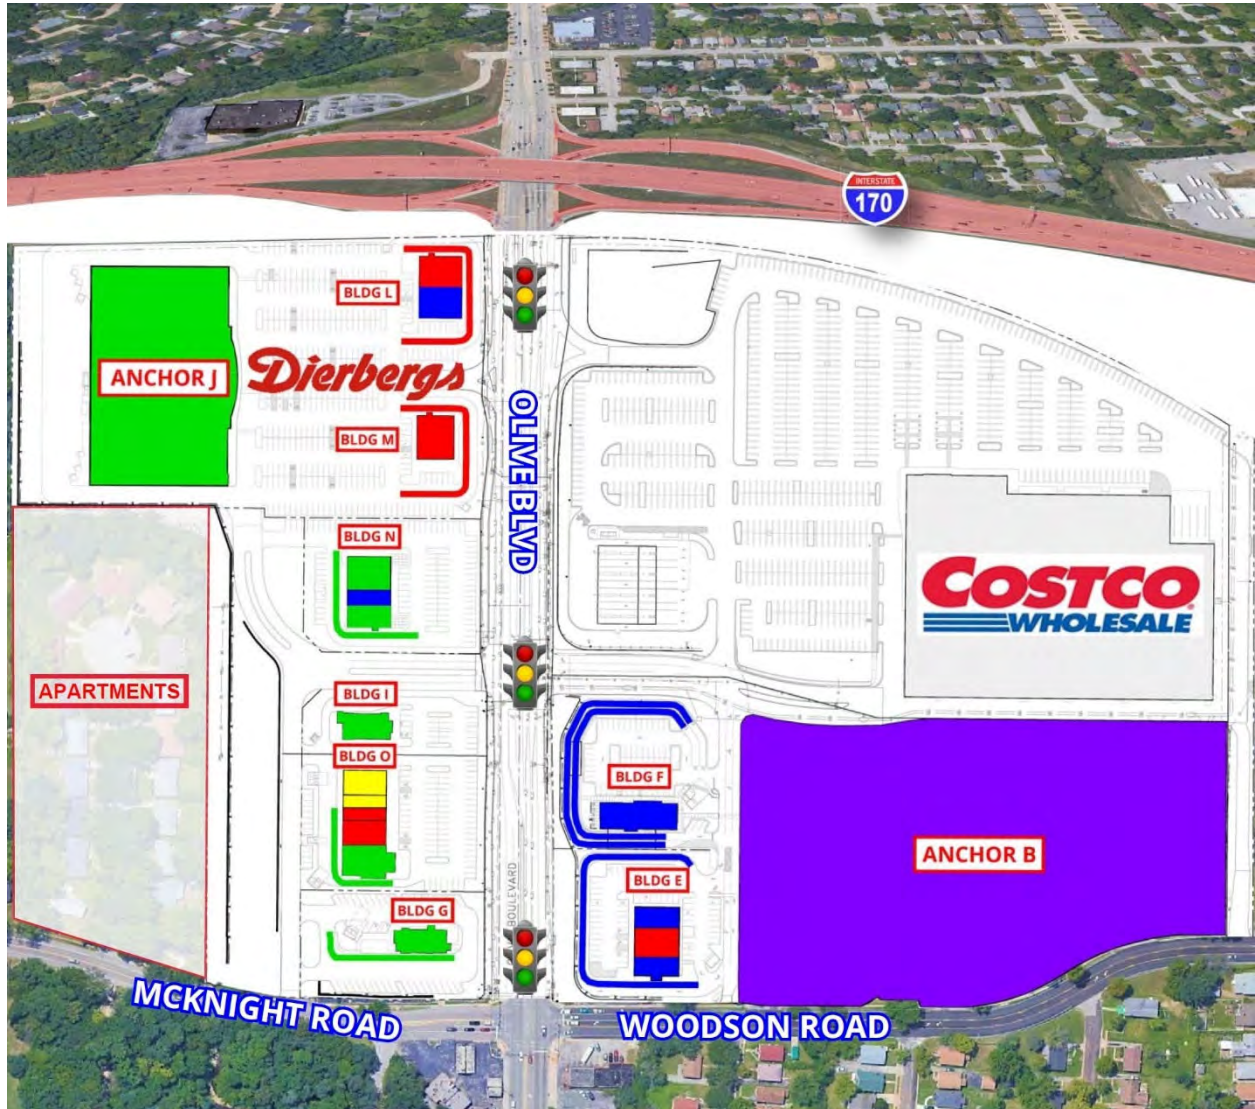 INTERSTATE
170
BLDG L
ANCHOR J
Dierbergs
BLDG M
OLIVE BLVD
BLDG N
COSTCO
WHOLESALE
APARTMENTS
BLDG I
BLDG O
BLDG F
ANCHOR B
BLDG E
BOULEVARD
BLDG G
MCKNIGHT ROAD
WOODSON ROAD